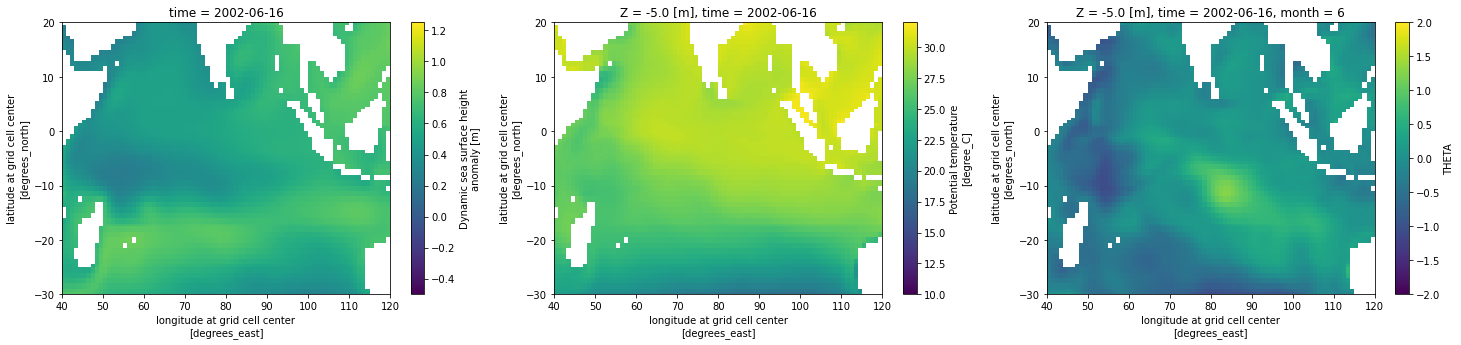 time = 2002-06-16
20
10
0
−10
−20
−30
40 50 60 70 80 90 100 110 120
latitude at grid cell center
[degrees_north]
longitude at grid cell center
[degrees_east]
1.2
1.0
0.8
0.6
0.4
0.2
0.0
−0.2
−0.4
Dynamic sea surface height
anomaly [m]
Z = -5.0 [m], time = 2002-06-16
20
10
0
−10
−20
−30
40 50 60 70 80 90 100 110 120
latitude at grid cell center
[degrees_north]
longitude at grid cell center
[degrees_east]
30.0
27.5
25.0
22.5
20.0
17.5
15.0
12.5
10.0
Potential temperature
[degree_C]
Z = -5.0 [m], time = 2002-06-16, month = 6
20
10
0
−10
−20
−30
40 50 60 70 80 90 100 110 120
latitude at grid cell center
[degrees_north]
longitude at grid cell center
[degrees_east]
2.0
1.5
1.0
0.5
0.0
−0.5
−1.0
−1.5
−2.0
THETA